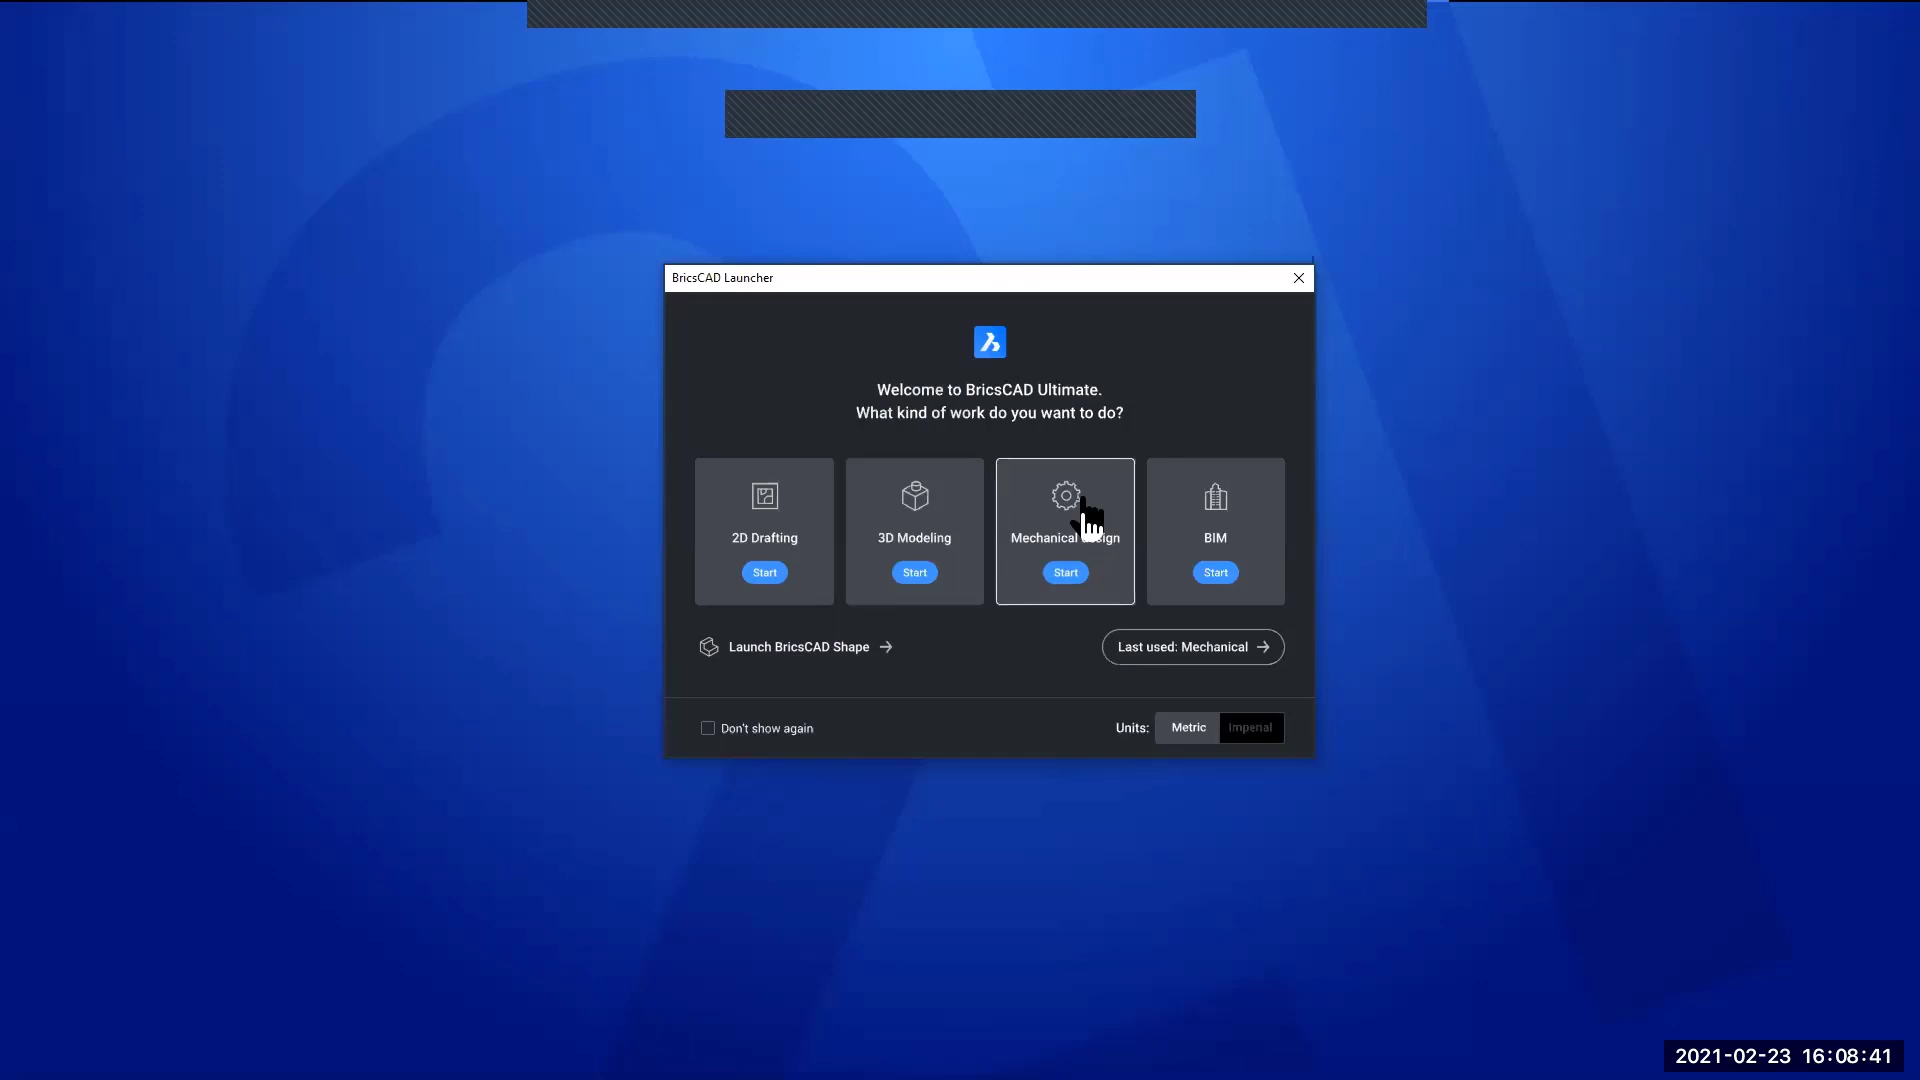 BricsCAD Launcher
Welcome to BricsCAD Ultimate.
What kind of work do you want to do?
2D Drafting
Start
3D Modeling
Start
Mechanical
Start
BIM
Start
Launch BricsCAD Shape
Last used: Mechanical
Don't show again
Units:
Metric
Imperial
2021-02-23 16:08:41